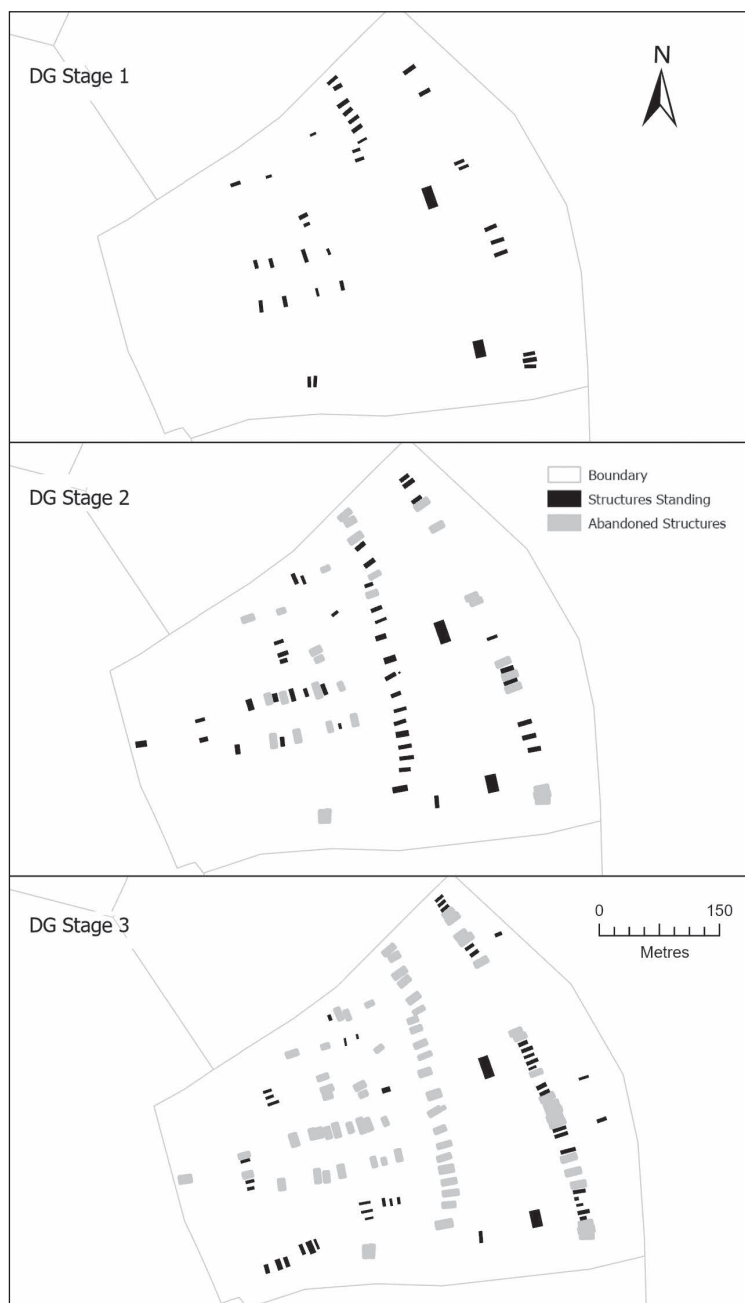 DG Stage 1
N
DG Stage 2
Boundary
Structures Standing
Abandoned Structures
DG Stage 3
0 150
Metres